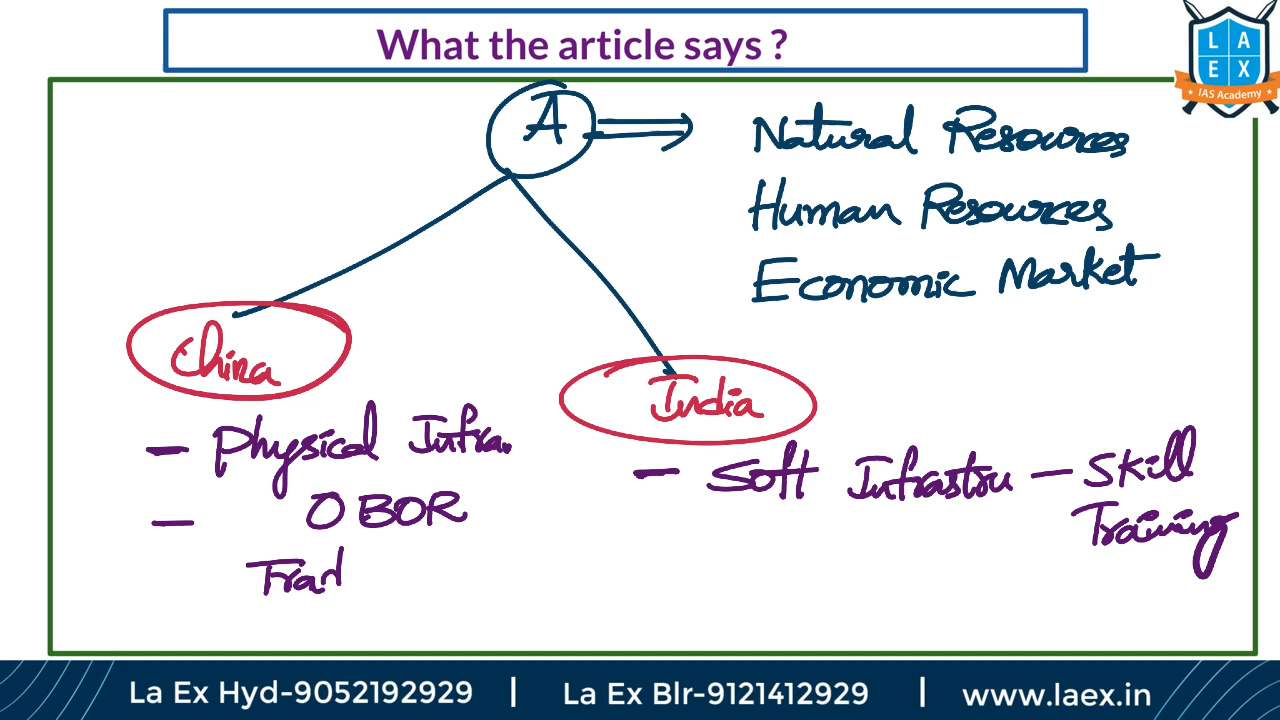 What the article says ?
L A
E X
IAS Academy
A
Natural Resources
Human Resources
Economic Market
China
- Physical Infra.
- OBOR
Trad
India
- Soft Infrastru - Skill
Training
La Ex Hyd-9052192929 | La Ex Blr-9121412929 | www.laex.in